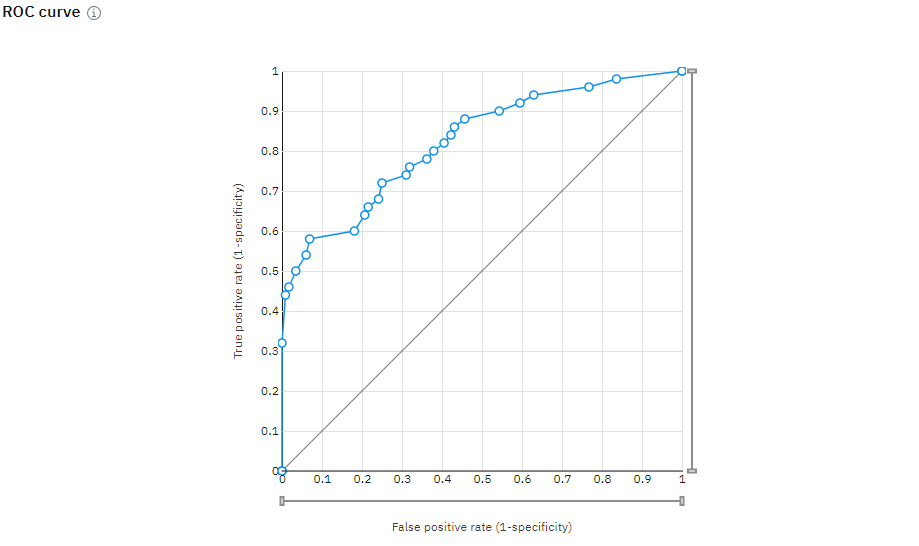 ROC curve
1
0.9
0.8
0.7
0.6
0.5
0.4
0.3
0.2
0.1
0
True positive rate (1-specificity)
0 0.1 0.2 0.3 0.4 0.5 0.6 0.7 0.8 0.9 1
False positive rate (1-specificity)